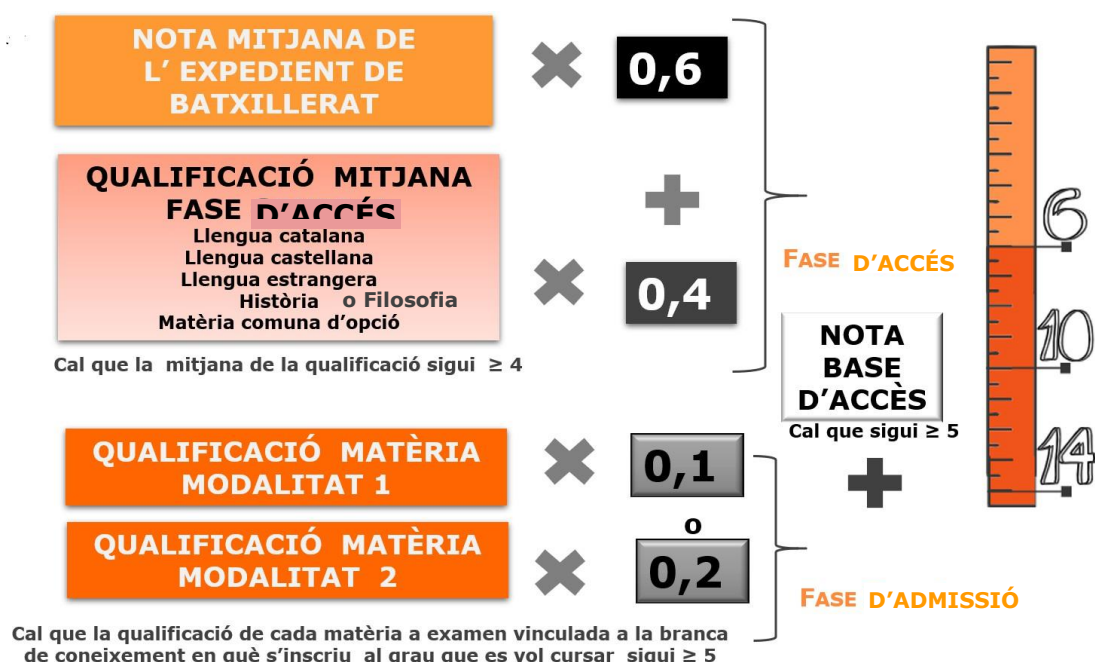 NOTA MITJANA DE
L' EXPEDIENT DE
BATXILLERAT
0,6
QUALIFICACIÓ MITJANA
FASE D'ACCÉS
Llengua catalana
Llengua castellana
Llengua estrangera
Història o Filosofia
Matèria comuna d'opció
0,4
Cal que la mitjana de la qualificació sigui ≥ 4
FASE D'ACCÉS
NOTA
BASE
D'ACCÈS
Cal que sigui ≥ 5
QUALIFICACIÓ MATÈRIA
MODALITAT 1
0,1
o
QUALIFICACIÓ MATÈRIA
MODALITAT 2
0,2
FASE D'ADMISSIÓ
Cal que la qualificació de cada matèria a examen vinculada a la branca
de coneixement en què s'inscriu al grau que es vol cursar sigui ≥ 5
6
10
14